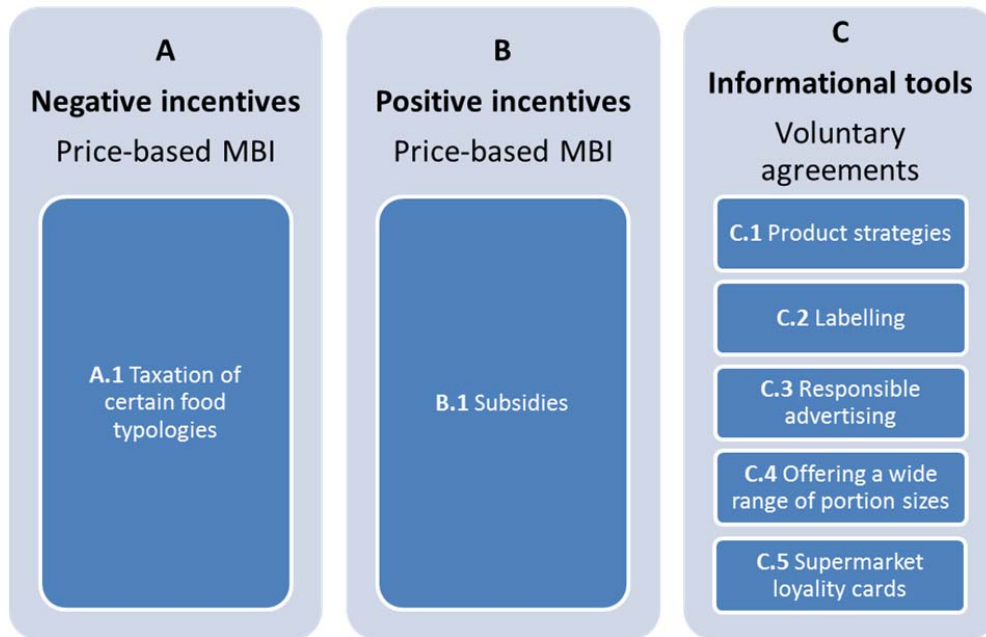 A
Negative incentives
Price-based MBI
A.1 Taxation of
certain food
typologies
B
Positive incentives
Price-based MBI
B.1 Subsidies
C
Informational tools
Voluntary
agreements
C.1 Product strategies
C.2 Labelling
C.3 Responsible
advertising
C.4 Offering a wide
range of portion sizes
C.5 Supermarket
loyality cards